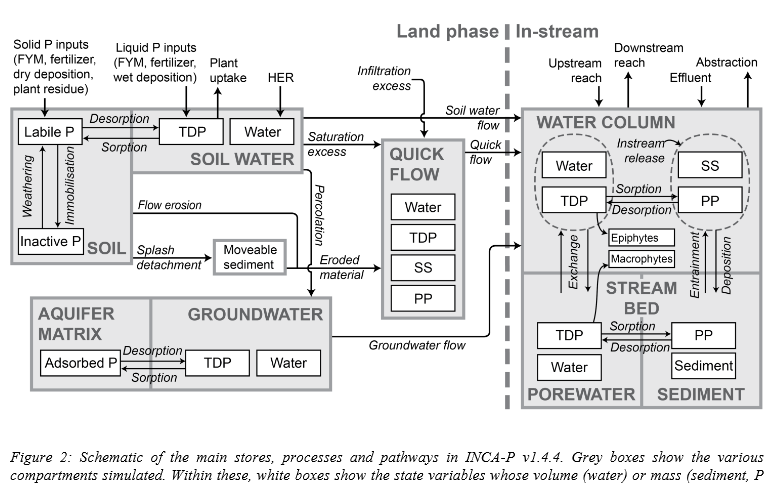 Land phase
In-stream
Solid P inputs
(FYM, fertilizer,
dry deposition,
plant residue)
Liquid P inputs
(FYM, fertilizer,
wet deposition)
Plant
uptake
HER
Infiltration
excess
Upstream
reach
Downstream
reach
Effluent
Abstraction
Labile P
Desorption
Sorption
TDP
Water
SOIL WATER
Weathering
Immobilisation
Inactive P
SOIL
Soil water
flow
Saturation
excess
Percolation
QUICK
FLOW
Water
TDP
SS
PP
Quick
flow
Flow erosion
Splash
detachment
Moveable
sediment
Eroded
material
AQUIFER
MATRIX
GROUNDWATER
Adsorbed P
Desorption
Sorption
TDP
Water
Groundwater flow
WATER COLUMN
Instream
release
Water
SS
TDP
Sorption
Desorption
PP
Epiphytes
Macrophytes
Exchange
Entrainment
Deposition
STREAM
BED
TDP
Sorption
Desorption
PP
Water
Sediment
POREWATER
SEDIMENT
Figure 2: Schematic of the main stores, processes and pathways in INCA-P v1.4.4. Grey boxes show the various
compartments simulated. Within these, white boxes show the state variables whose volume (water) or mass (sediment, P